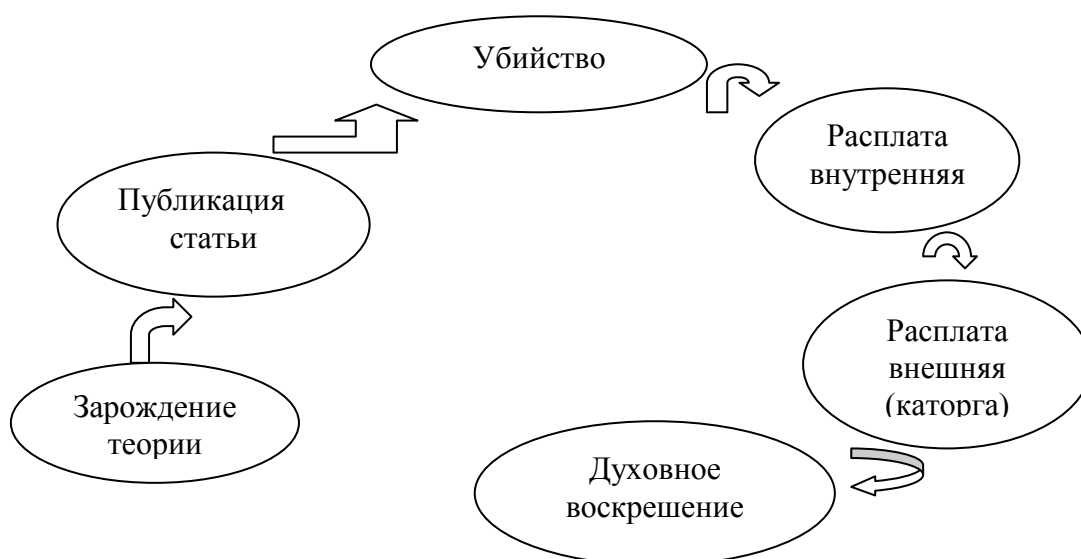 Убийство
Расплата
внутренняя
Публикация
статьи
Расплата
внешняя
(каторга)
Зарождение
теории
Духовное
воскрешение